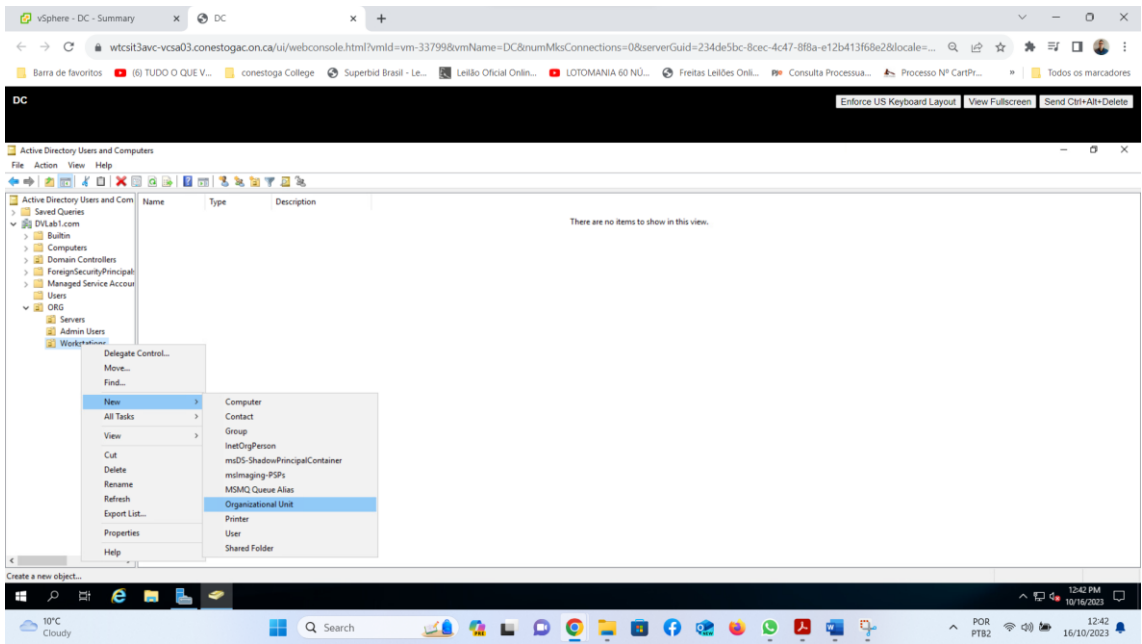 vSphere - DC - Summary
DC
wtcsit3avc-vcsa03.conestogac.on.ca/ui/webconsole.html?vmId=vm-33799&vmName=DC&numMksConnections=0&serverGuid=234de5bc-8cec-4c47-8f8a-e12b413f68e2&locale=...
Barra de favoritos (6) TUDO O QUE V... conestoga College Superbid Brasil - Le... Leilão Oficial Onlin... LOTOMANIA 60 NÚ... Freitas Leilões Onli... Consulta Processua... Processo Nº CartPr... » Todos os marcadores
DC
Enforce US Keyboard Layout View Fullscreen Send Ctrl+Alt+Delete
Active Directory Users and Computers
File Action View Help
Active Directory Users and Com
Saved Queries
DVLab1.com
Builtin
Computers
Domain Controllers
ForeignSecurityPrincipals
Managed Service Accoun
Users
ORG
Servers
Admin Users
Workstations
Name Type Description
There are no items to show in this view.
Delegate Control...
Move...
Find...
New
All Tasks
View
Cut
Delete
Rename
Refresh
Export List...
Properties
Help
Computer
Contact
Group
InetOrgPerson
msDS-ShadowPrincipalContainer
msImaging-PSPs
MSMQ Queue Alias
Organizational Unit
Printer
User
Shared Folder
Create a new object...
12:42 PM
10/16/2023
10°C
Cloudy
Search
POR
PTB2
12:42
16/10/2023